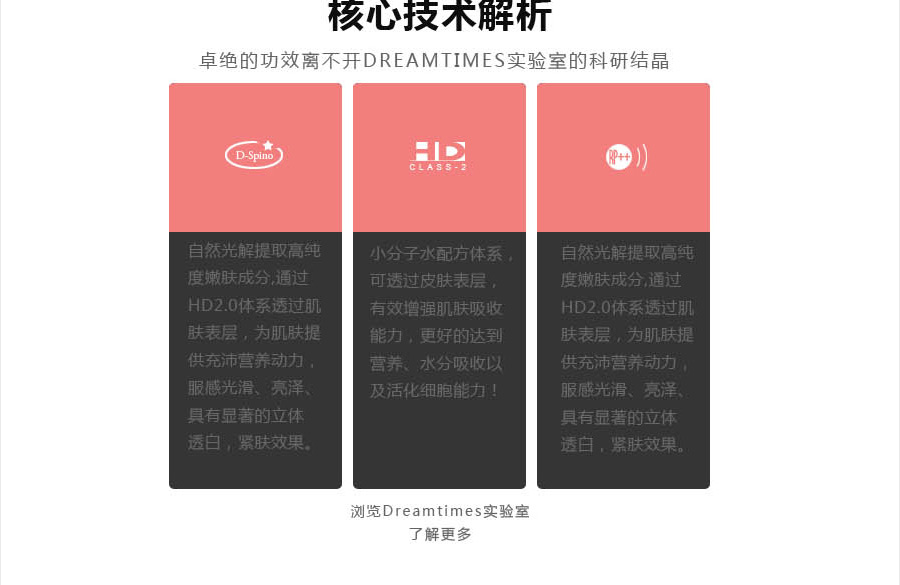 核心技术解析
卓绝的功效离不开DREAMTIMES实验室的科研结晶
D-Spino
HD
CLASS-2
RP++
自然光解提取高纯
度嫩肤成分,通过
HD2.0体系透过肌
肤表层，为肌肤提
供充沛营养动力，
服感光滑、亮泽、
具有显著的立体
透白，紧肤效果。
小分子水配方体系，
可透过皮肤表层，
有效增强肌肤吸收
能力，更好的达到
营养、水分吸收以
及活化细胞能力！
自然光解提取高纯
度嫩肤成分,通过
HD2.0体系透过肌
肤表层，为肌肤提
供充沛营养动力，
服感光滑、亮泽、
具有显著的立体
透白，紧肤效果。
浏览Dreamtimes实验室
了解更多